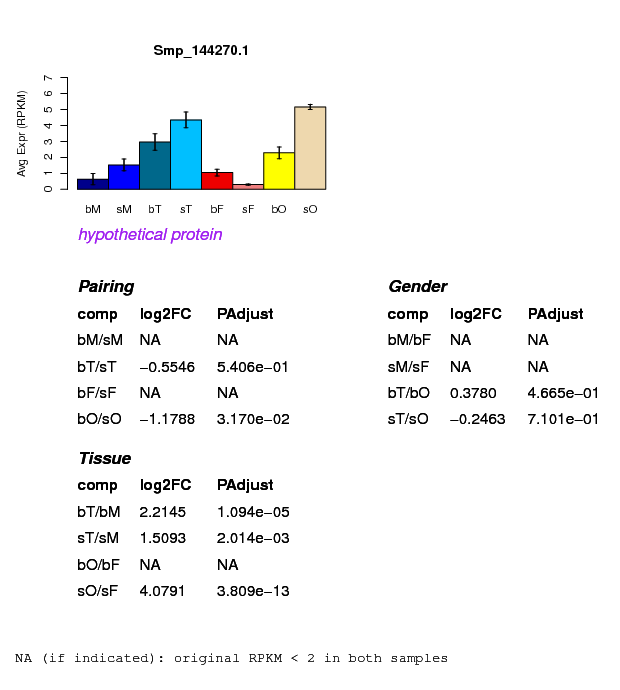 Smp_144270.1
Avg Expr (RPKM)
7
6
5
4
3
2
1
0
bM sM bT sT bF sF bO sO
hypothetical protein
Pairing
comp log2FC PAdjust
bM/sM NA NA
bT/sT −0.5546 5.406e−01
bF/sF NA NA
bO/sO −1.1788 3.170e−02
Gender
comp log2FC PAdjust
bM/bF NA NA
sM/sF NA NA
bT/bO 0.3780 4.665e−01
sT/sO −0.2463 7.101e−01
Tissue
comp log2FC PAdjust
bT/bM 2.2145 1.094e−05
sT/sM 1.5093 2.014e−03
bO/bF NA NA
sO/sF 4.0791 3.809e−13
NA (if indicated): original RPKM < 2 in both samples